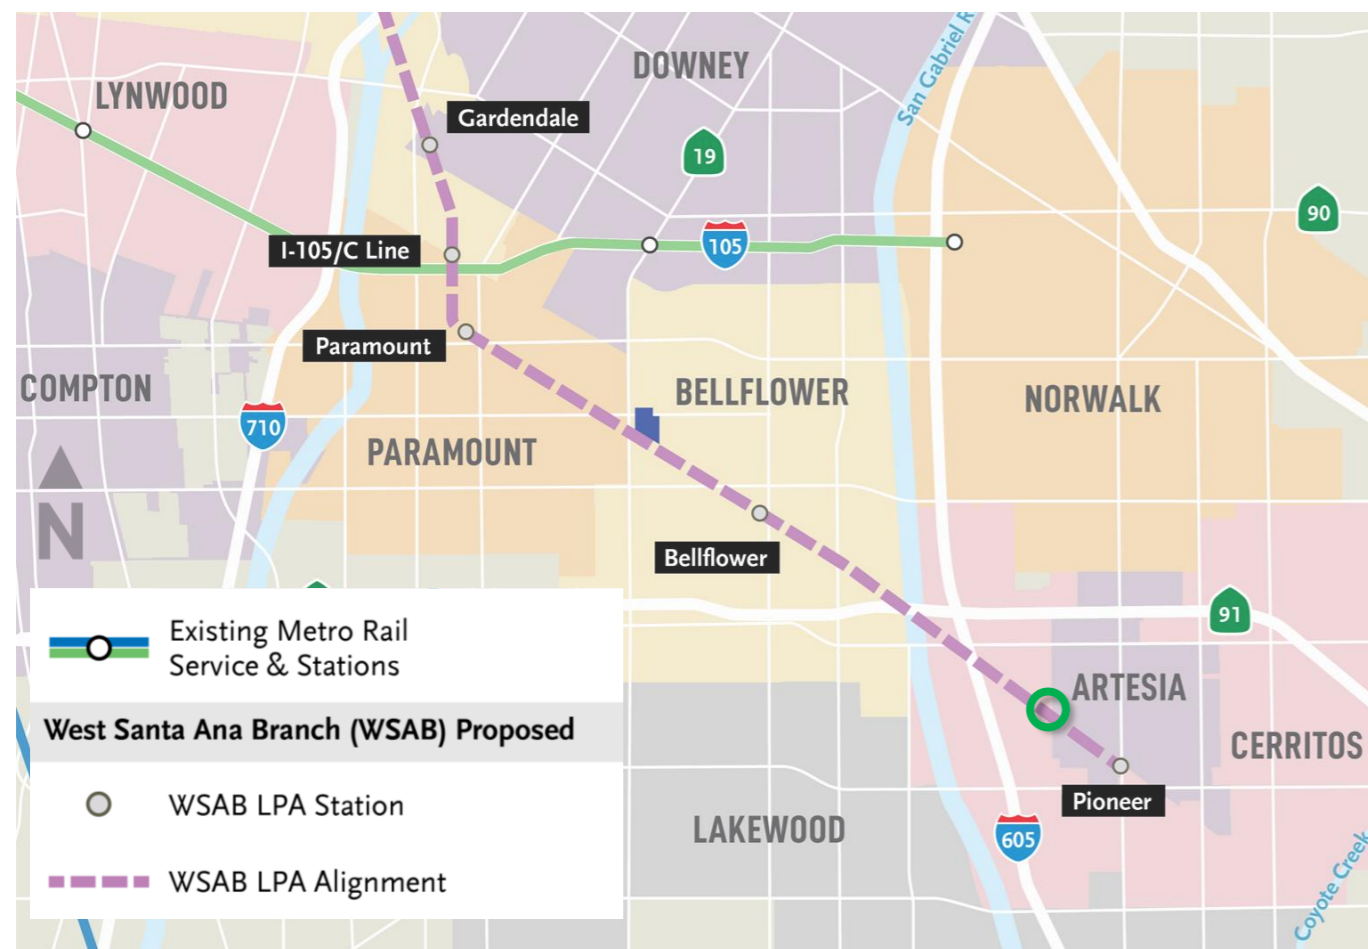 DOWNEY
San Gabriel R
LYNWOOD
Gardendale
19
90
I-105/C Line
105
Paramount
COMPTON
BELLFLOWER
NORWALK
710
PARAMOUNT
N
Bellflower
91
Existing Metro Rail
Service & Stations
West Santa Ana Branch (WSAB) Proposed
WSAB LPA Station
WSAB LPA Alignment
ARTESIA
CERRITOS
Pioneer
LAKEWOOD
605
Coyote Creek